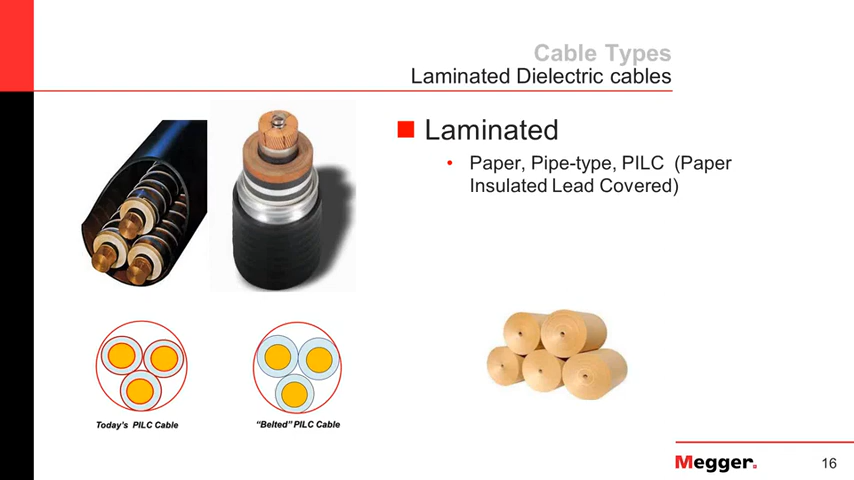 Cable Types
Laminated Dielectric cables
Laminated
• Paper, Pipe-type, PILC (Paper
Insulated Lead Covered)
Today's PILC Cable
"Belted" PILC Cable
Megger.
16